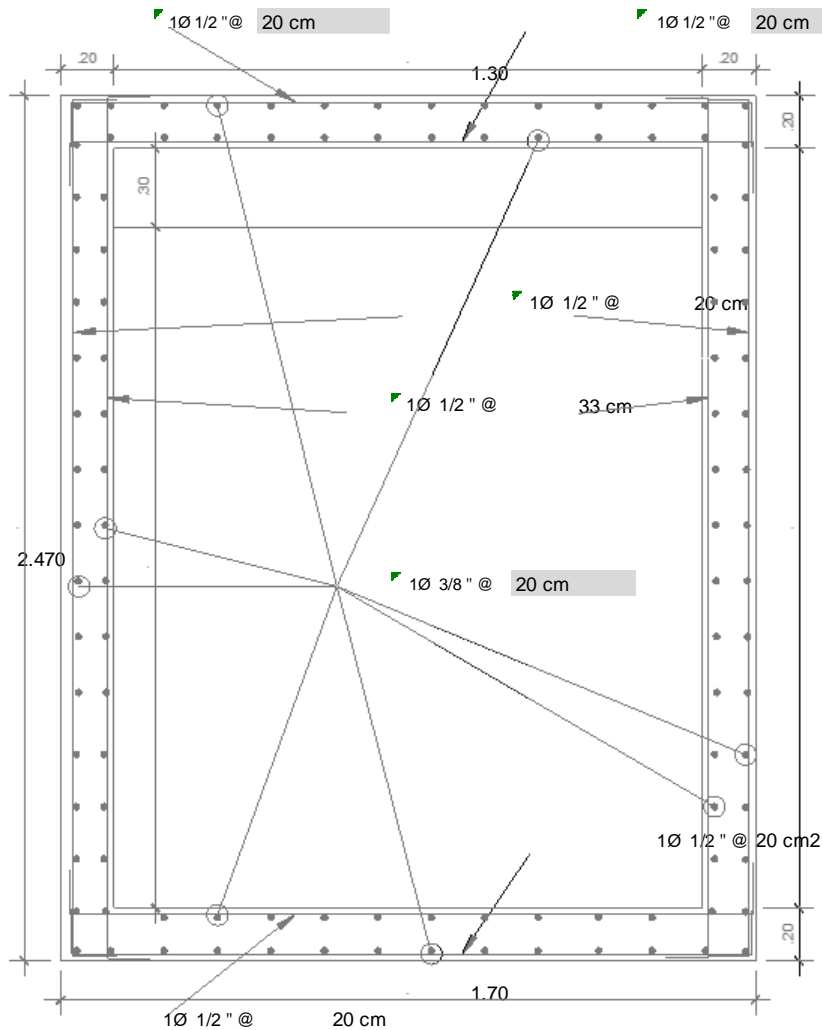 1Ø 1/2 "@ 20 cm 1Ø 1/2 "@ 20 cm
.20 1.30 .20
.20
.30
1Ø 1/2 " @ 20 cm
1Ø 1/2 " @ 33 cm
2.470
1Ø 3/8 " @ 20 cm
1Ø 1/2 " @ 20 cm2
.20
1.70
1Ø 1/2 " @ 20 cm